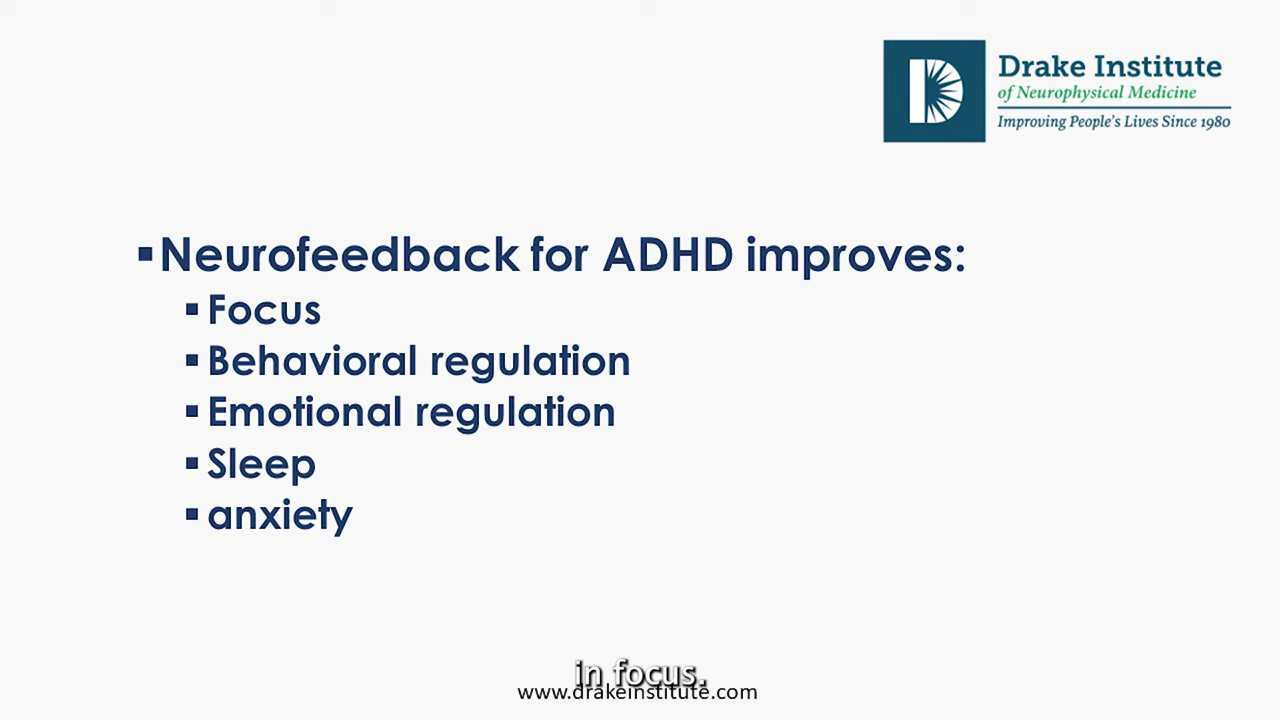 Drake Institute
of Neurophysical Medicine
Improving People's Lives Since 1980
▪Neurofeedback for ADHD improves:
▪Focus
▪Behavioral regulation
▪Emotional regulation
▪Sleep
▪anxiety
in focus.
www.drakeinstitute.com